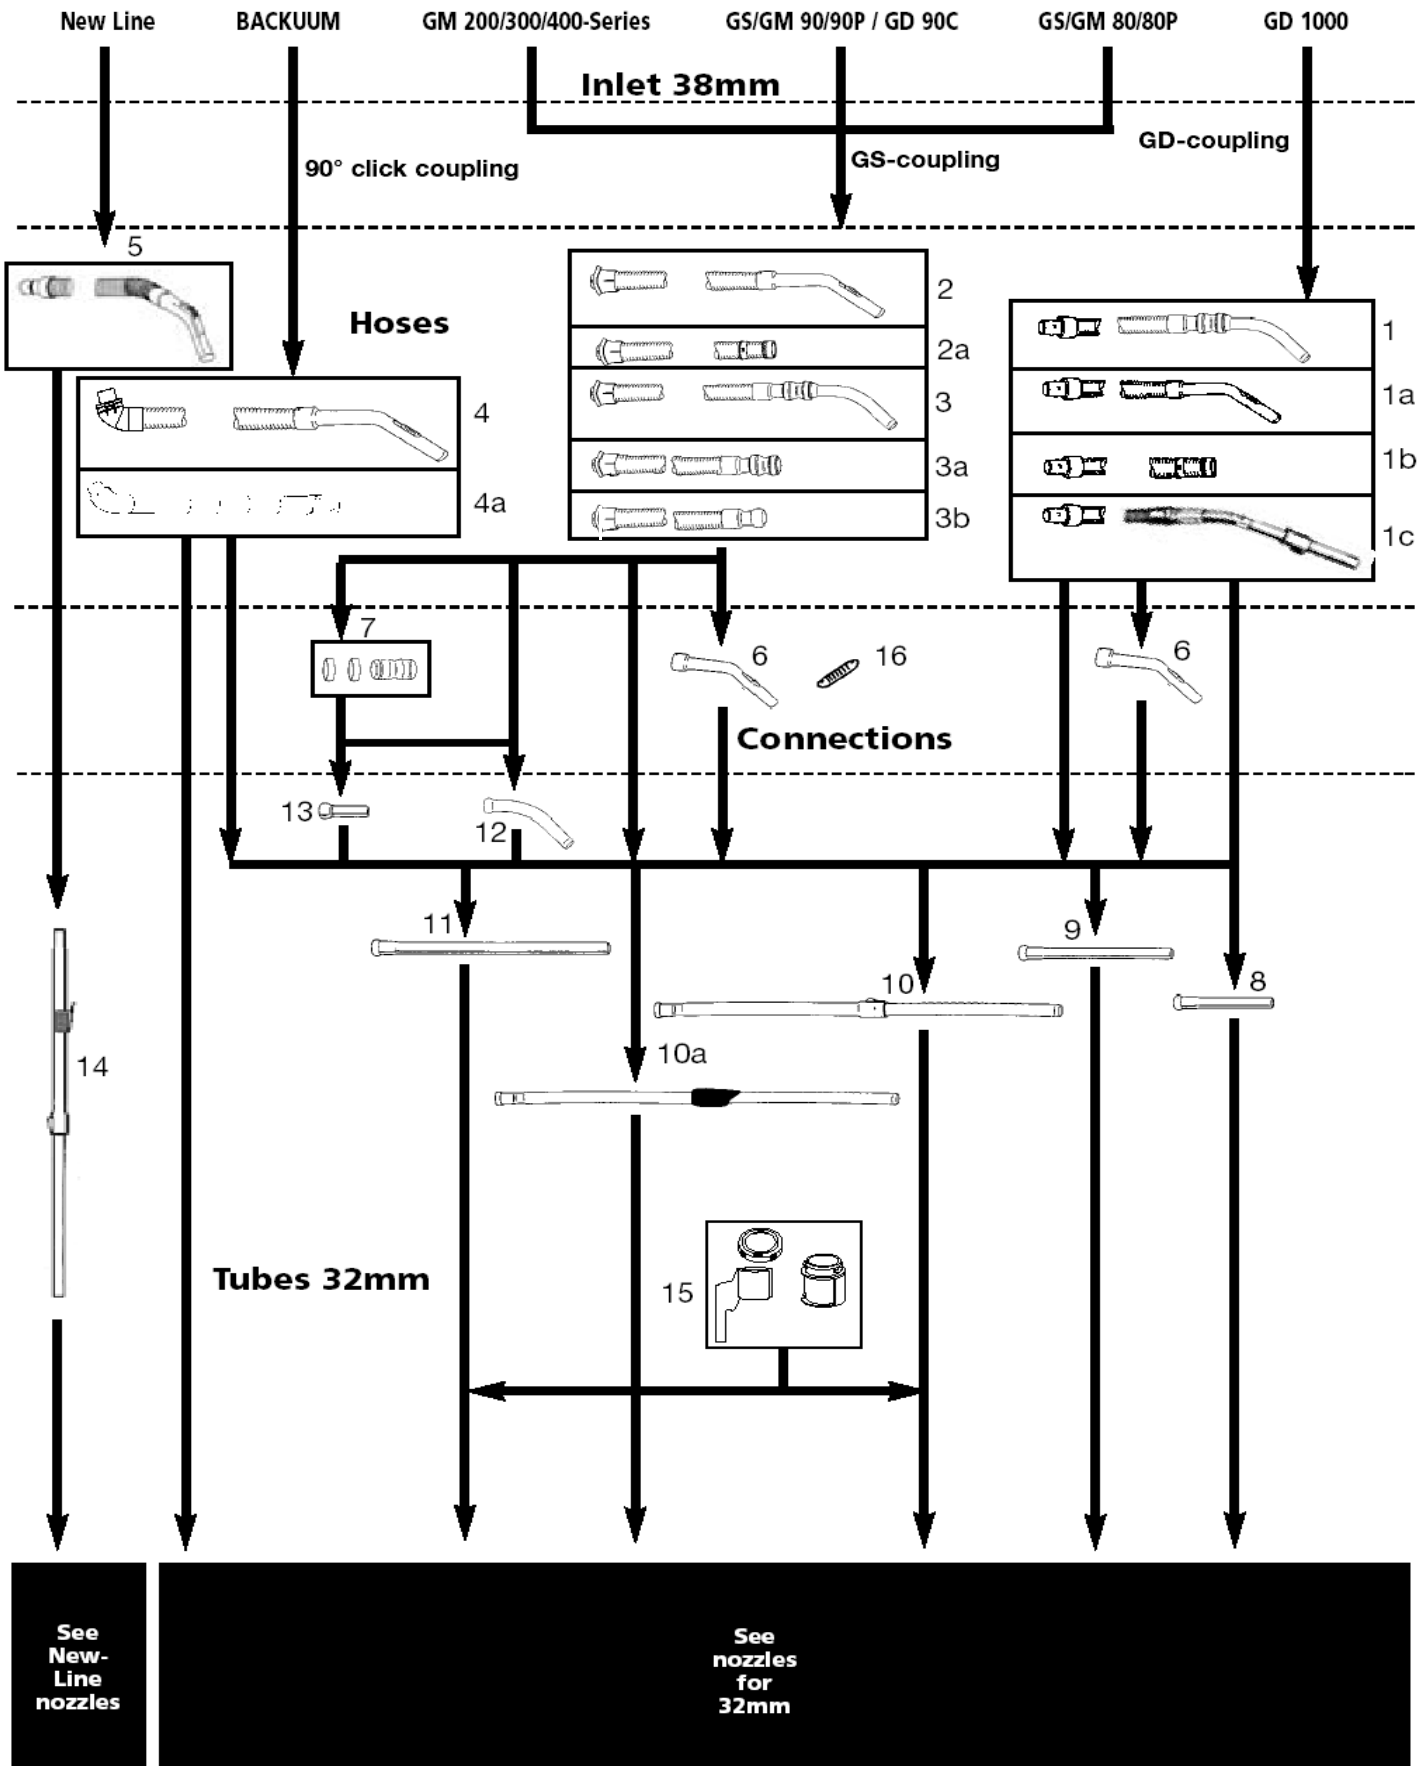 New Line BACKUUM GM 200/300/400-Series GS/GM 90/90P / GD 90C GS/GM 80/80P GD 1000
Inlet 38mm
90° click coupling
GS-coupling
GD-coupling
5
Hoses
4
4a
2
2a
3
3a
3b
1
1a
1b
1c
7
6
16
6
Connections
13
12
11
9
10
8
10a
14
15
Tubes 32mm
See
New-
Line
nozzles
See
nozzles
for
32mm